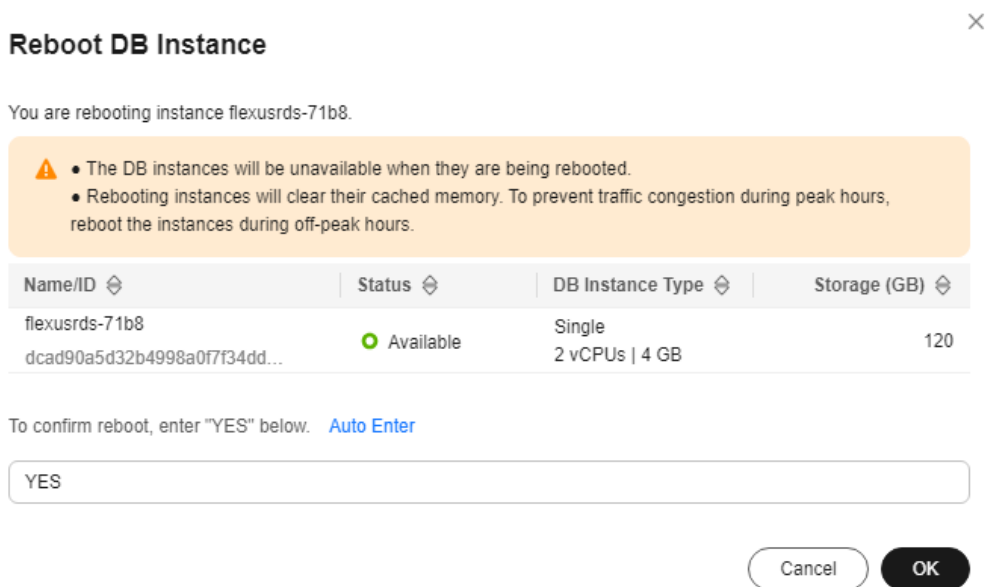 Reboot DB Instance
You are rebooting instance flexusrds-71b8.
● The DB instances will be unavailable when they are being rebooted.
● Rebooting instances will clear their cached memory. To prevent traffic congestion during peak hours,
reboot the instances during off-peak hours.
Name/ID Status DB Instance Type Storage (GB)
flexusrds-71b8
dcad90a5d32b4998a0f7f34dd...
Available
Single
2 vCPUs | 4 GB
120
To confirm reboot, enter "YES" below. Auto Enter
YES
Cancel OK